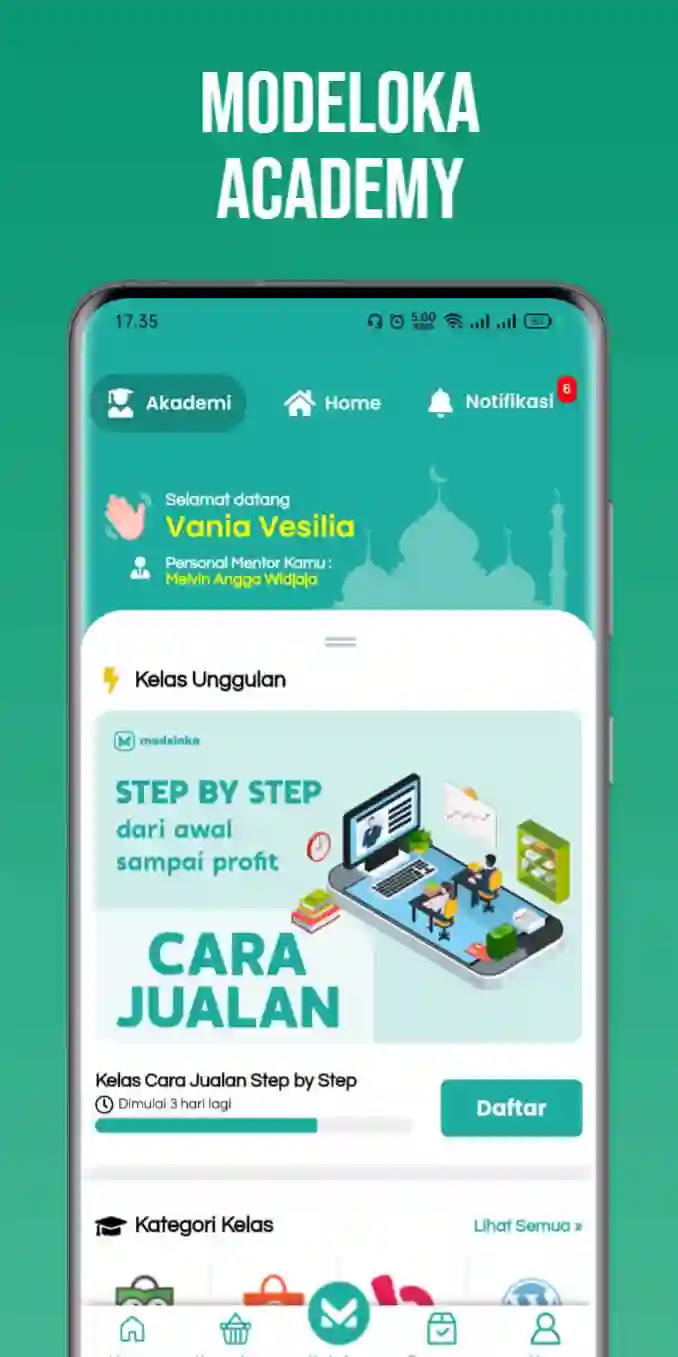 MODELOKA
ACADEMY
17.35
5.00
Akademi
Home
Notifikasi
6
Selamat datang
Vania Vesilia
Personal Mentor Kamu :
Melvin Angga Widjaja
Kelas Unggulan
modeloka
STEP BY STEP
dari awal
sampai profit
CARA
JUALAN
Kelas Cara Jualan Step by Step
Dimulai 3 hari lagi
Daftar
Kategori Kelas
Lihat Semua »